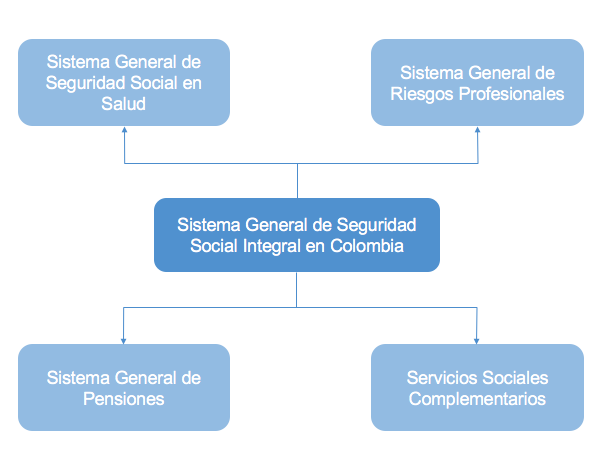 Sistema General de
Seguridad Social en
Salud
Sistema General de
Riesgos Profesionales
Sistema General de Seguridad
Social Integral en Colombia
Sistema General de
Pensiones
Servicios Sociales
Complementarios